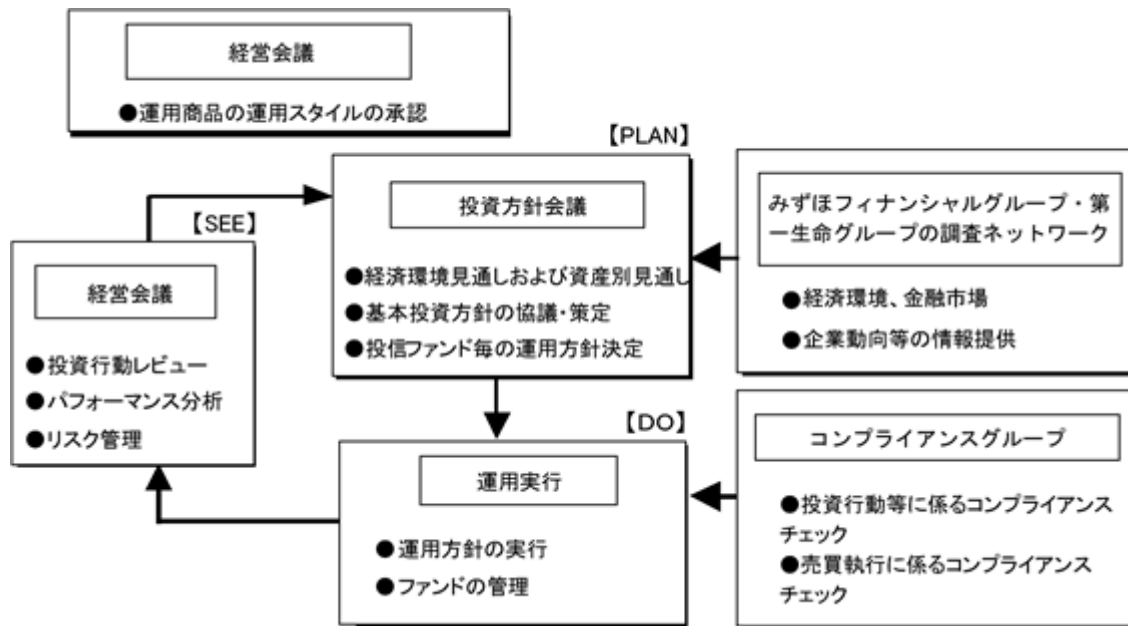 経営会議
●運用商品の運用スタイルの承認
【PLAN】
投資方針会議
●経済環境見通しおよび資産別見通し
●基本投資方針の協議・策定
●投信ファンド毎の運用方針決定
みずほフィナンシャルグループ・第
一生命グループの調査ネットワーク
●経済環境、金融市場
●企業動向等の情報提供
【SEE】
経営会議
●投資行動レビュー
●パフォーマンス分析
●リスク管理
【DO】
運用実行
●運用方針の実行
●ファンドの管理
コンプライアンスグループ
●投資行動等に係るコンプライアンス
チェック
●売買執行に係るコンプライアンス
チェック